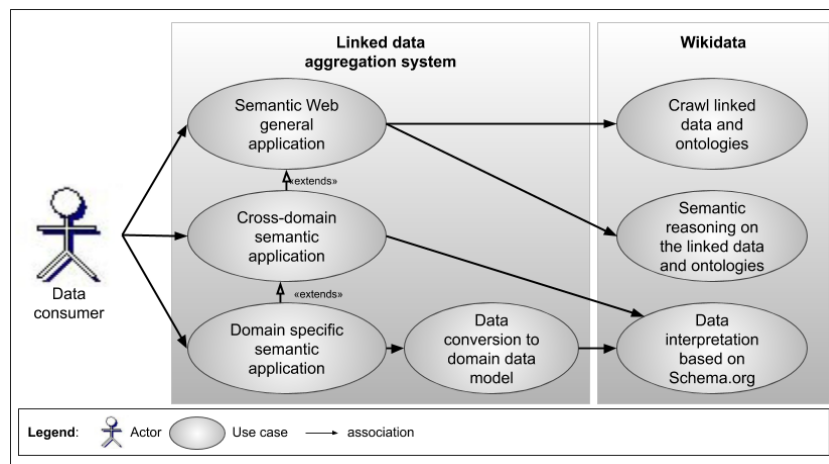 Linked data
aggregation system
Wikidata
Semantic Web
general
application
Crawl linked
data and
ontologies
«extends»
Cross-domain
semantic
application
Semantic
reasoning on
the linked data
and ontologies
Data
consumer
«extends»
Domain specific
semantic
application
Data
conversion to
domain data
model
Data
interpretation
based on
Schema.org
Legend: Actor Use case association